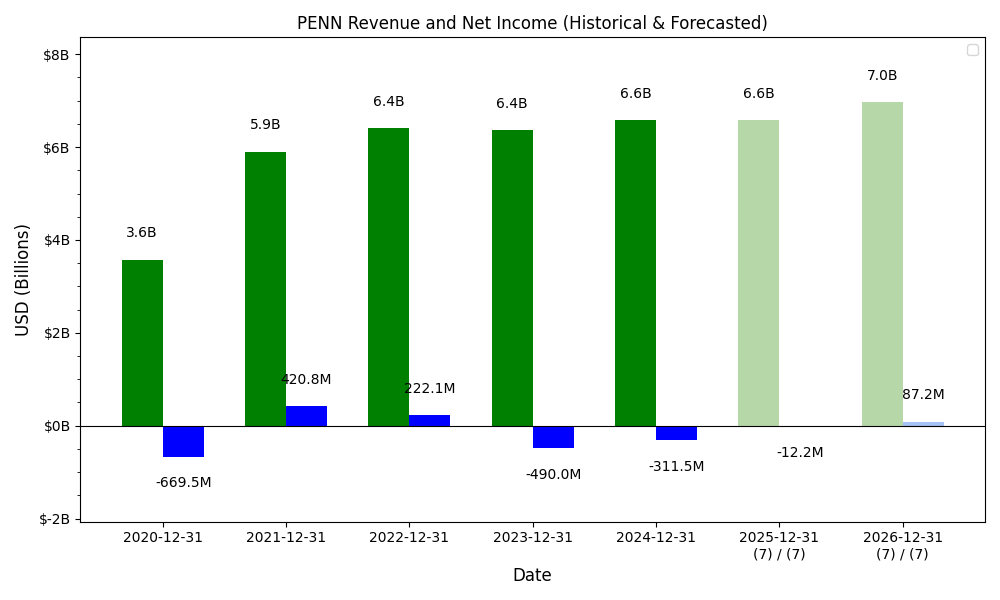 PENN Revenue and Net Income (Historical & Forecasted)
$8B
$6B
$4B
$2B
$0B
$-2B
USD (Billions)
3.6B
5.9B
6.4B
6.4B
6.6B
6.6B
7.0B
-669.5M
420.8M
222.1M
-490.0M
-311.5M
-12.2M
87.2M
2020-12-31
2021-12-31
2022-12-31
2023-12-31
2024-12-31
2025-12-31
(7) / (7)
2026-12-31
(7) / (7)
Date